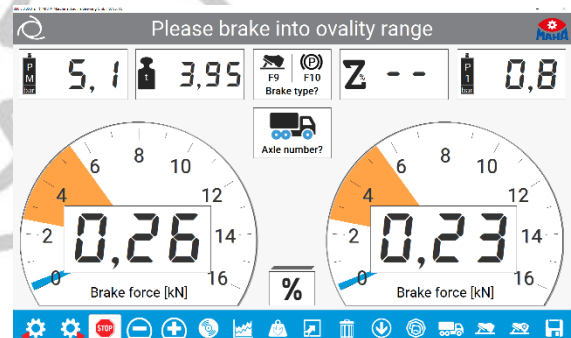 Please brake into ovality range
MAHA
P M bar 5,1
t 3,95
F9 F10
Brake type?
Z % --
P 1 bar 0,8
Axle number?
0 2 4 6 8 10 12 14 16
0,26
Brake force [kN]
%
0 2 4 6 8 10 12 14 16
0,23
Brake force [kN]
STOP